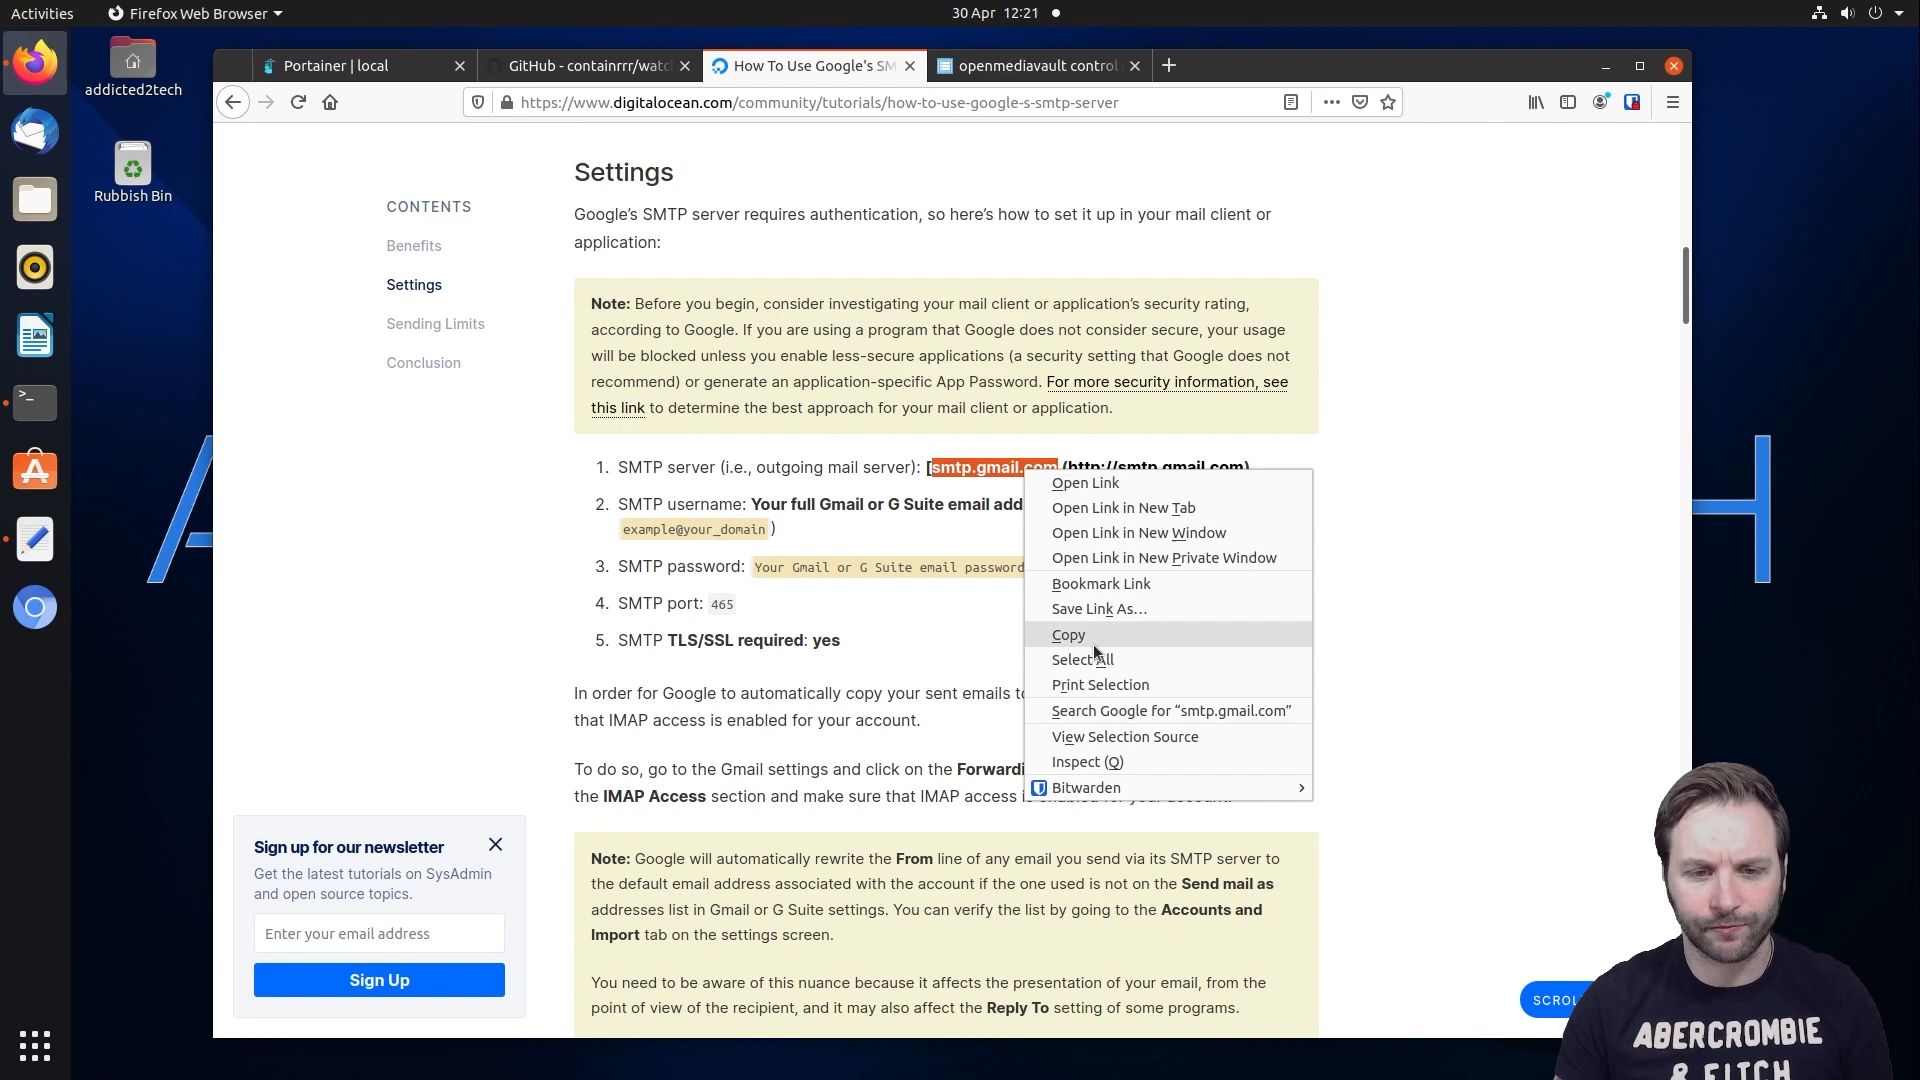 Activities
Firefox Web Browser
30 Apr 12:21
addicted2tech
Rubbish Bin
Portainer | local
GitHub - containrrr/watc
How To Use Google's SM
openmediavault control
https://www.digitalocean.com/community/tutorials/how-to-use-google-s-smtp-server
CONTENTS
Benefits
Settings
Sending Limits
Conclusion
Settings
Google’s SMTP server requires authentication, so here’s how to set it up in your mail client or
application:
Note: Before you begin, consider investigating your mail client or application’s security rating,
according to Google. If you are using a program that Google does not consider secure, your usage
will be blocked unless you enable less-secure applications (a security setting that Google does not
recommend) or generate an application-specific App Password. For more security information, see
this link to determine the best approach for your mail client or application.
1. SMTP server (i.e., outgoing mail server): [smtp.gmail.com (http://smtp.gmail.com)
2. SMTP username: Your full Gmail or G Suite email add
example@your_domain )
3. SMTP password: Your Gmail or G Suite email password
4. SMTP port: 465
5. SMTP TLS/SSL required: yes
In order for Google to automatically copy your sent emails to
that IMAP access is enabled for your account.
To do so, go to the Gmail settings and click on the Forwardi
the IMAP Access section and make sure that IMAP access is enabled for your account.
Note: Google will automatically rewrite the From line of any email you send via its SMTP server to
the default email address associated with the account if the one used is not on the Send mail as
addresses list in Gmail or G Suite settings. You can verify the list by going to the Accounts and
Import tab on the settings screen.
You need to be aware of this nuance because it affects the presentation of your email, from the
point of view of the recipient, and it may also affect the Reply To setting of some programs.
Open Link
Open Link in New Tab
Open Link in New Window
Open Link in New Private Window
Bookmark Link
Save Link As…
Copy
Select All
Print Selection
Search Google for “smtp.gmail.com”
View Selection Source
Inspect (Q)
Bitwarden
Sign up for our newsletter
Get the latest tutorials on SysAdmin
and open source topics.
Enter your email address
Sign Up
SCROL
ABERCROMBIE
& FITCH
A
H